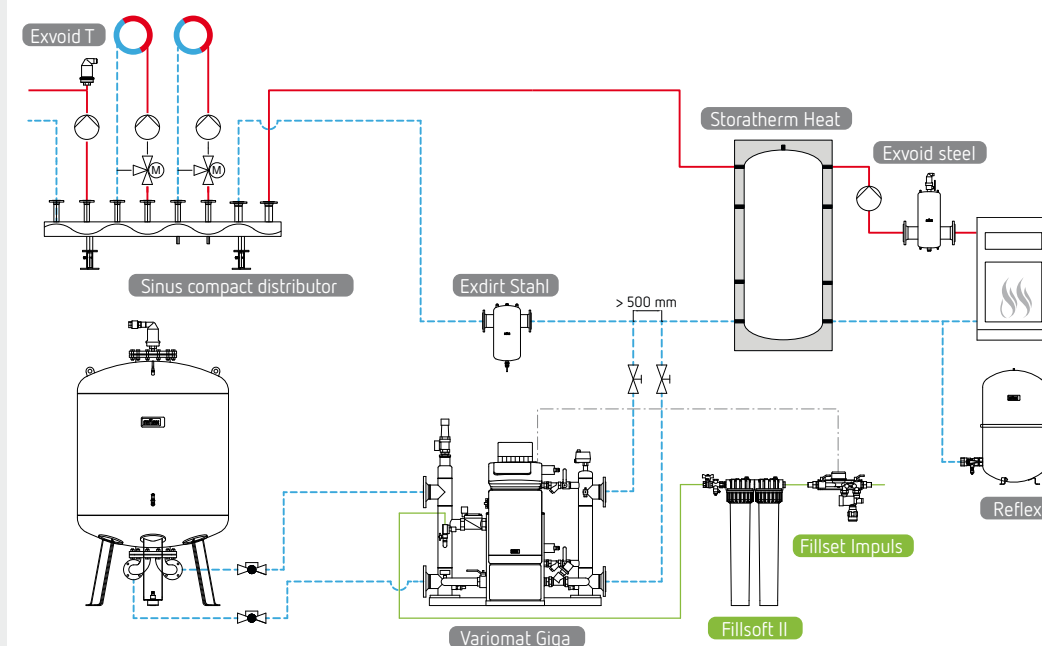 Exvoid T
Storatherm Heat
Exvoid steel
M
M
Sinus compact distributor
Exdirt Stahl
> 500 mm
Reflex
Fillset Impuls
Fillsoft II
Variomat Giga